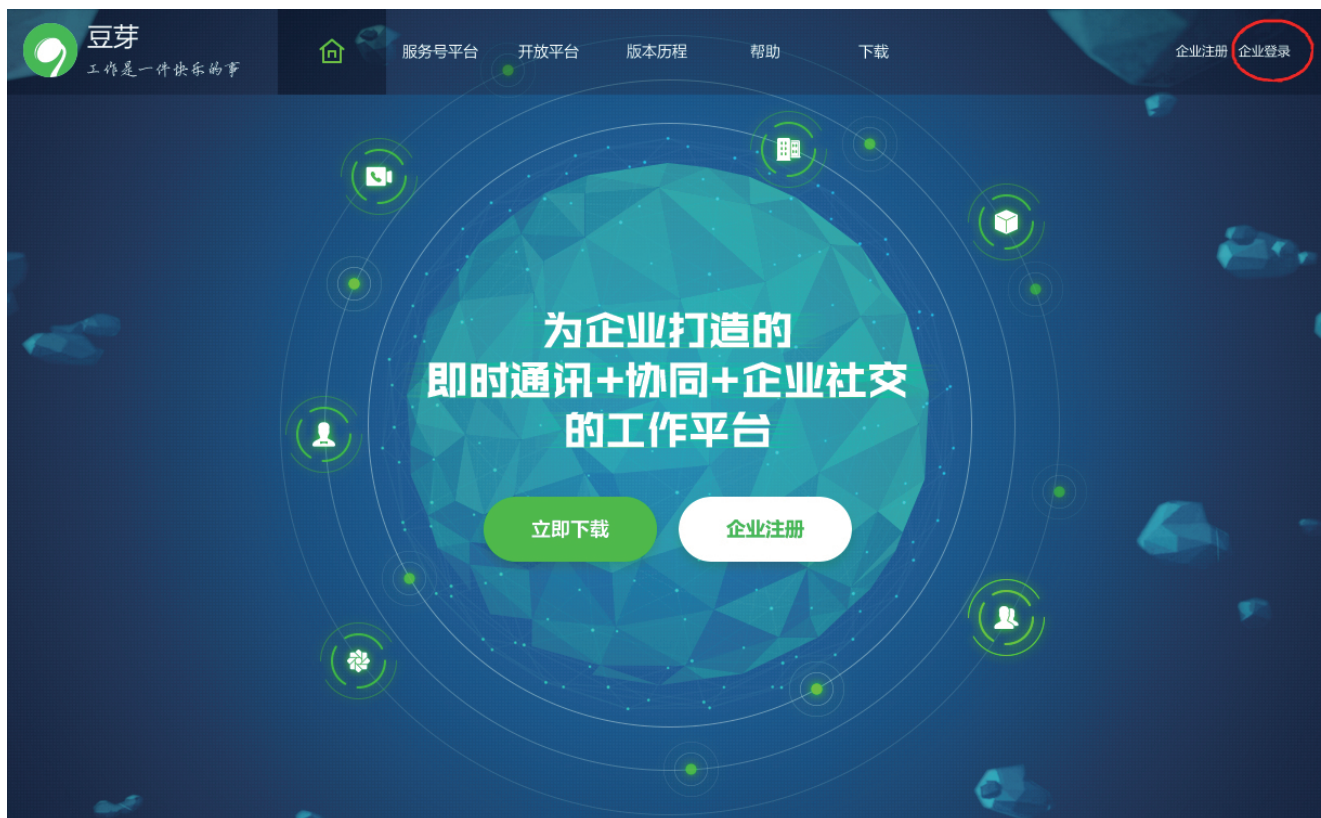 豆芽
工作是一件快乐的事
服务号平台 开放平台 版本历程 帮助 下载 企业注册 企业登录
为企业打造的
即时通讯+协同+企业社交
的工作平台
立即下载 企业注册